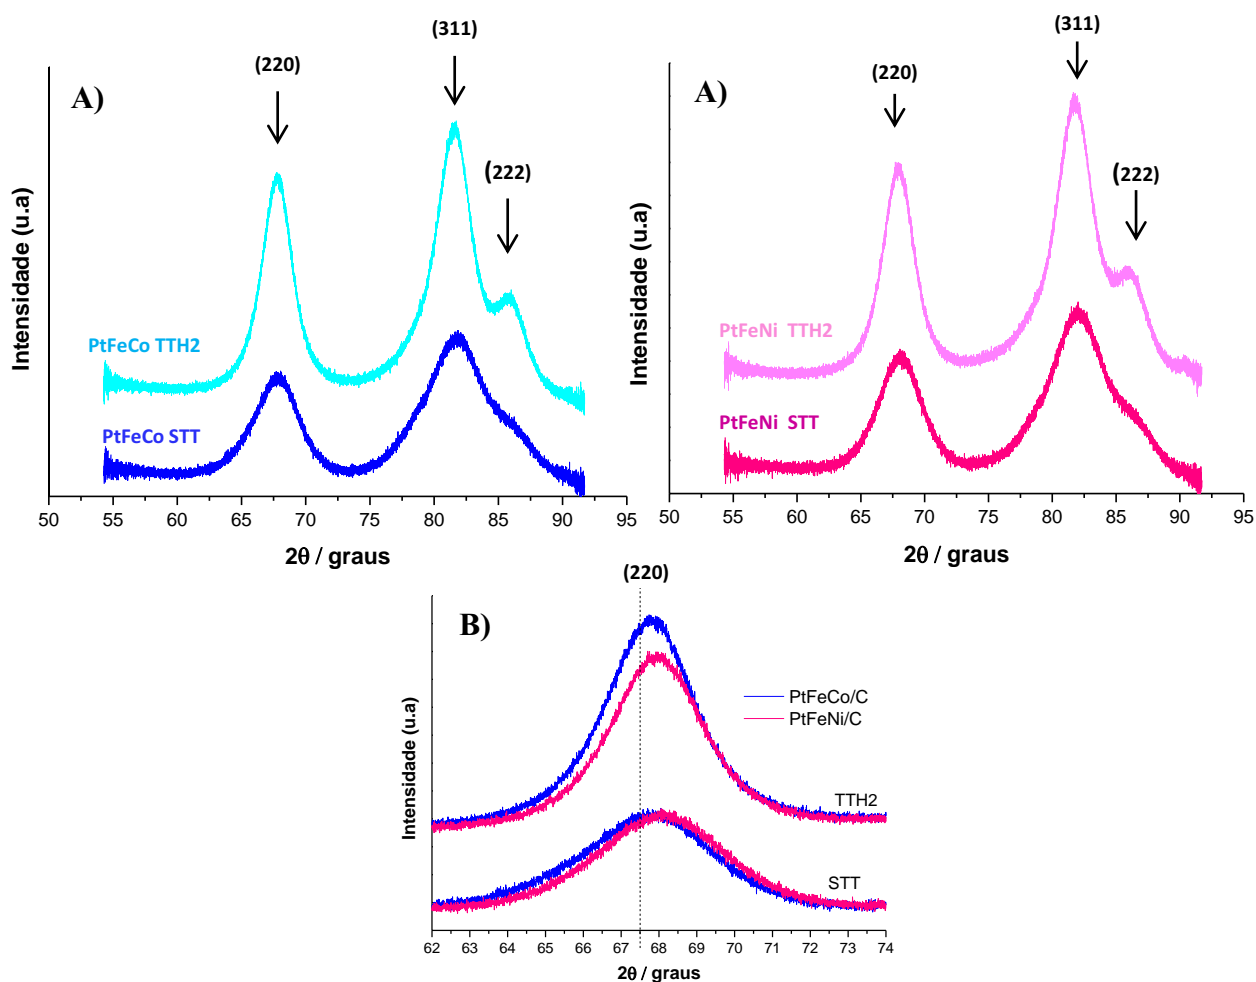 (311)
(220)
A)
(222)
Intensidade (u.a)
PtFeCo TTH2
PtFeCo STT
50 55 60 65 70 75 80 85 90 95
2θ / graus
(311)
(220)
A)
(222)
Intensidade (u.a)
PtFeNi TTH2
PtFeNi STT
50 55 60 65 70 75 80 85 90 95
2θ / graus
(220)
B)
Intensidade (u.a)
PtFeCo/C
PtFeNi/C
TTH2
STT
62 63 64 65 66 67 68 69 70 71 72 73 74
2θ / graus